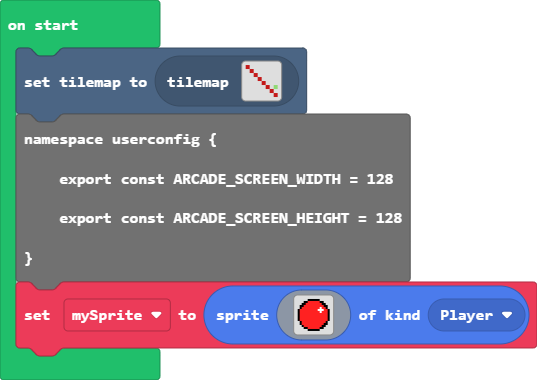 on start
set tilemap to tilemap
namespace userconfig {
export const ARCADE_SCREEN_WIDTH = 128
export const ARCADE_SCREEN_HEIGHT = 128
}
set mySprite to sprite of kind Player